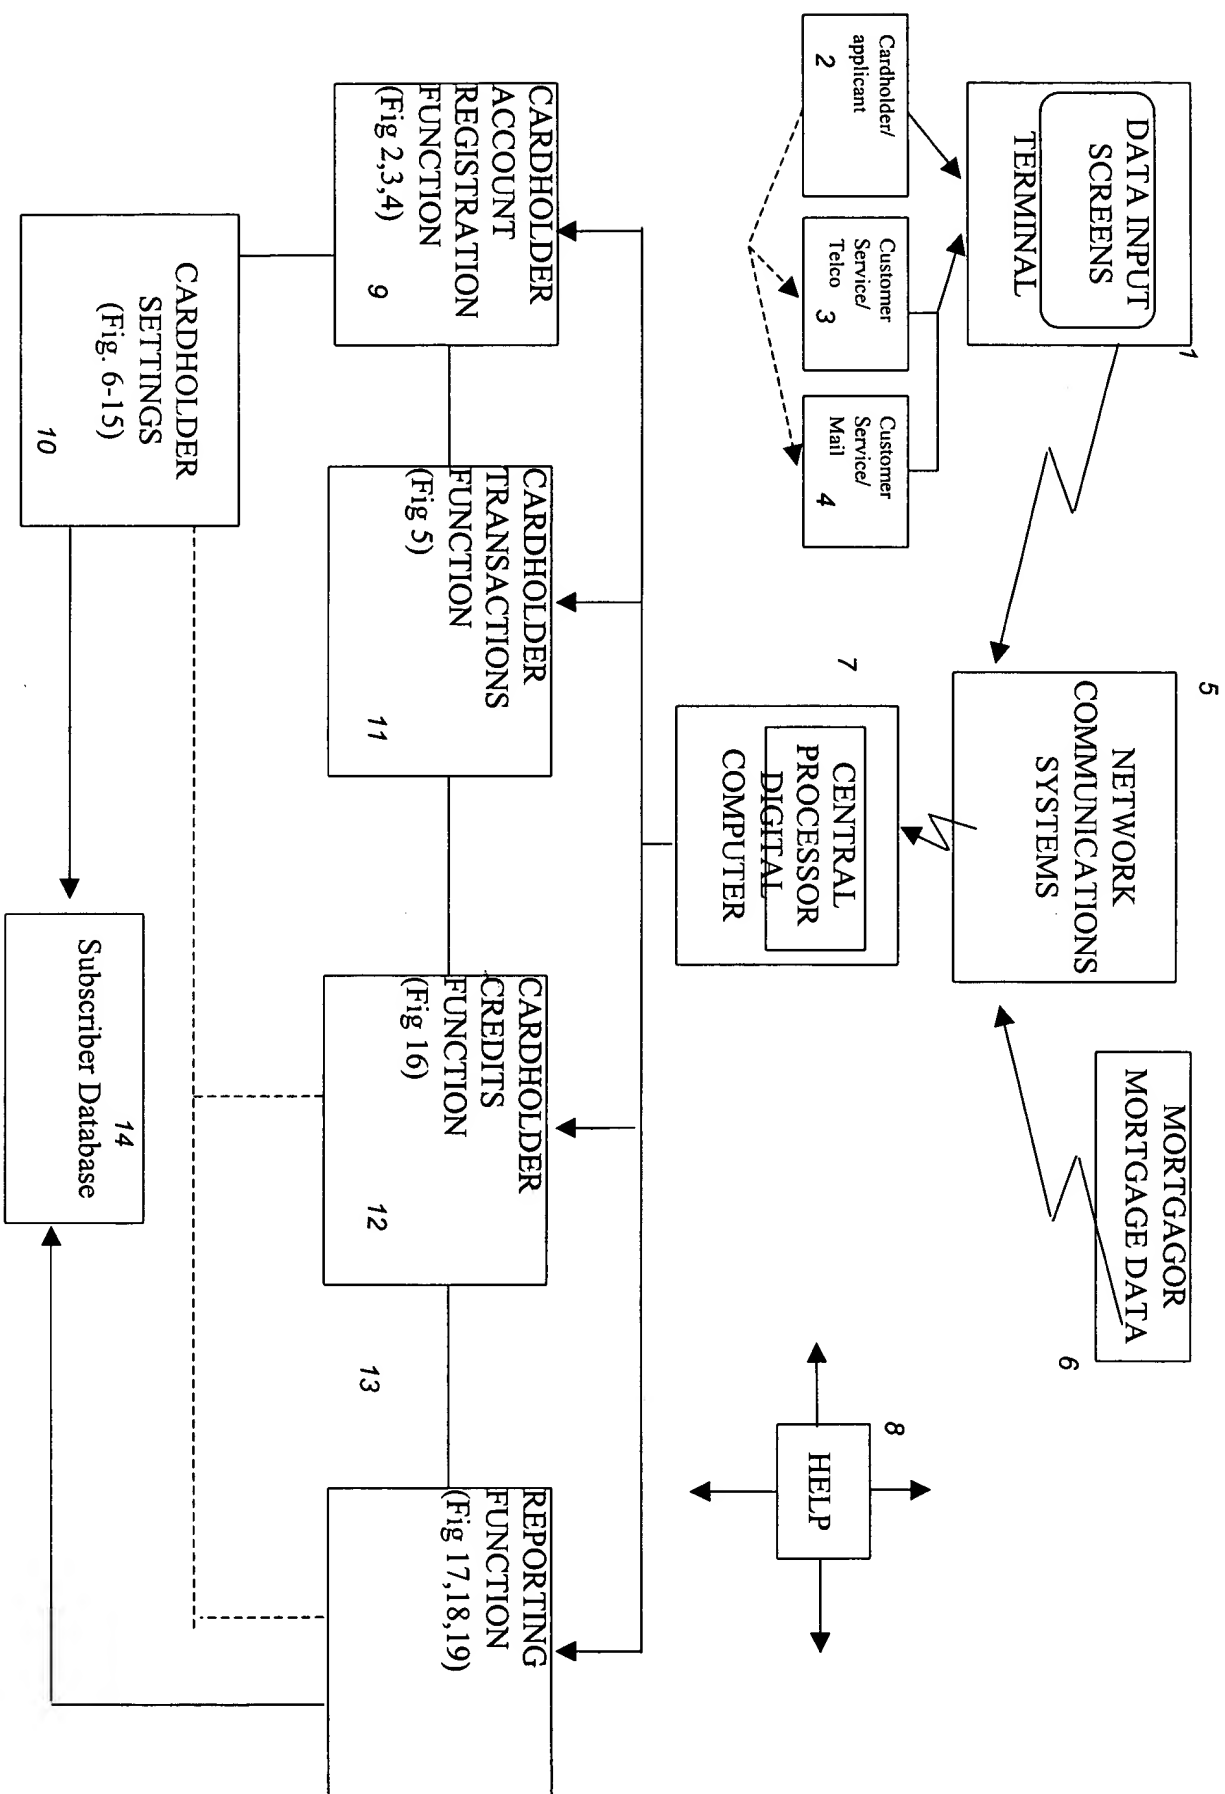 DATA INPUT
SCREENS
TERMINAL
1
Cardholder/
applicant
2
Customer
Service/
Telco
3
Customer
Service/
Mail
4
5
NETWORK
COMMUNICATIONS
SYSTEMS
MORTGAGOR
MORTGAGE DATA
6
7
CENTRAL
PROCESSOR
DIGITAL
COMPUTER
8
HELP
CARDHOLDER
ACCOUNT
REGISTRATION
FUNCTION
(Fig 2,3,4)
9
CARDHOLDER
TRANSACTIONS
FUNCTION
(Fig 5)
11
CARDHOLDER
CREDITS
FUNCTION
(Fig 16)
12
13
REPORTING
FUNCTION
(Fig 17,18,19)
CARDHOLDER
SETTINGS
(Fig. 6-15)
10
14
Subscriber Database